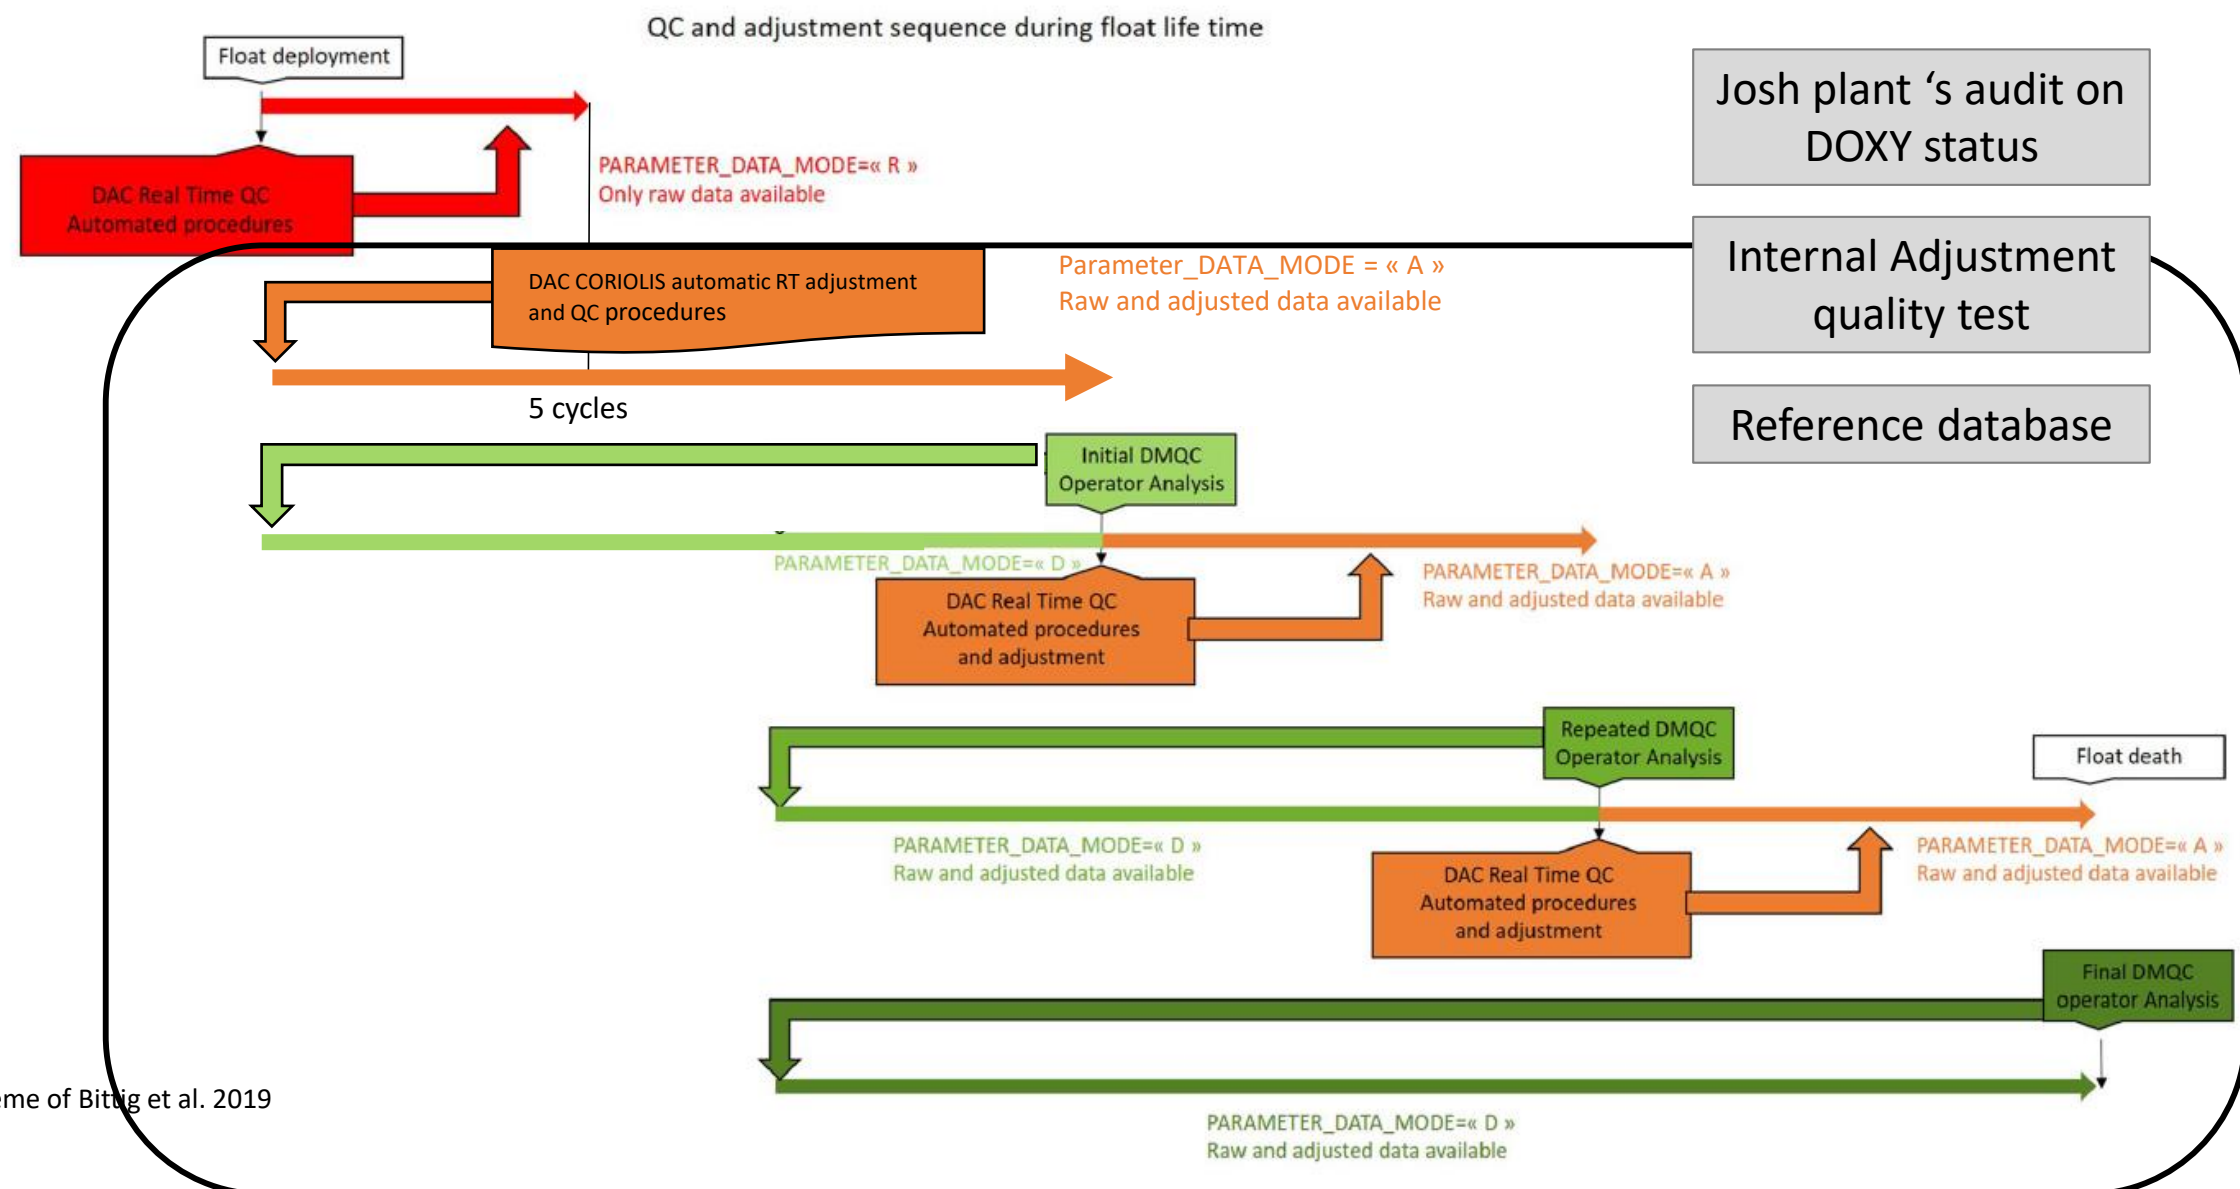 QC and adjustment sequence during float life time
Float deployment
Josh plant ‘s audit on
DOXY status
DAC Real Time QC
Automated procedures
PARAMETER_DATA_MODE=« R »
Only raw data available
Internal Adjustment
quality test
DAC CORIOLIS automatic RT adjustment
and QC procedures
Parameter_DATA_MODE = « A »
Raw and adjusted data available
5 cycles
Reference database
Initial DMQC
Operator Analysis
PARAMETER_DATA_MODE=« D »
PARAMETER_DATA_MODE=« A »
Raw and adjusted data available
DAC Real Time QC
Automated procedures
and adjustment
Repeated DMQC
Operator Analysis
Float death
PARAMETER_DATA_MODE=« D »
Raw and adjusted data available
PARAMETER_DATA_MODE=« A »
Raw and adjusted data available
DAC Real Time QC
Automated procedures
and adjustment
Final DMQC
operator Analysis
eme of Bittig et al. 2019
PARAMETER_DATA_MODE=« D »
Raw and adjusted data available